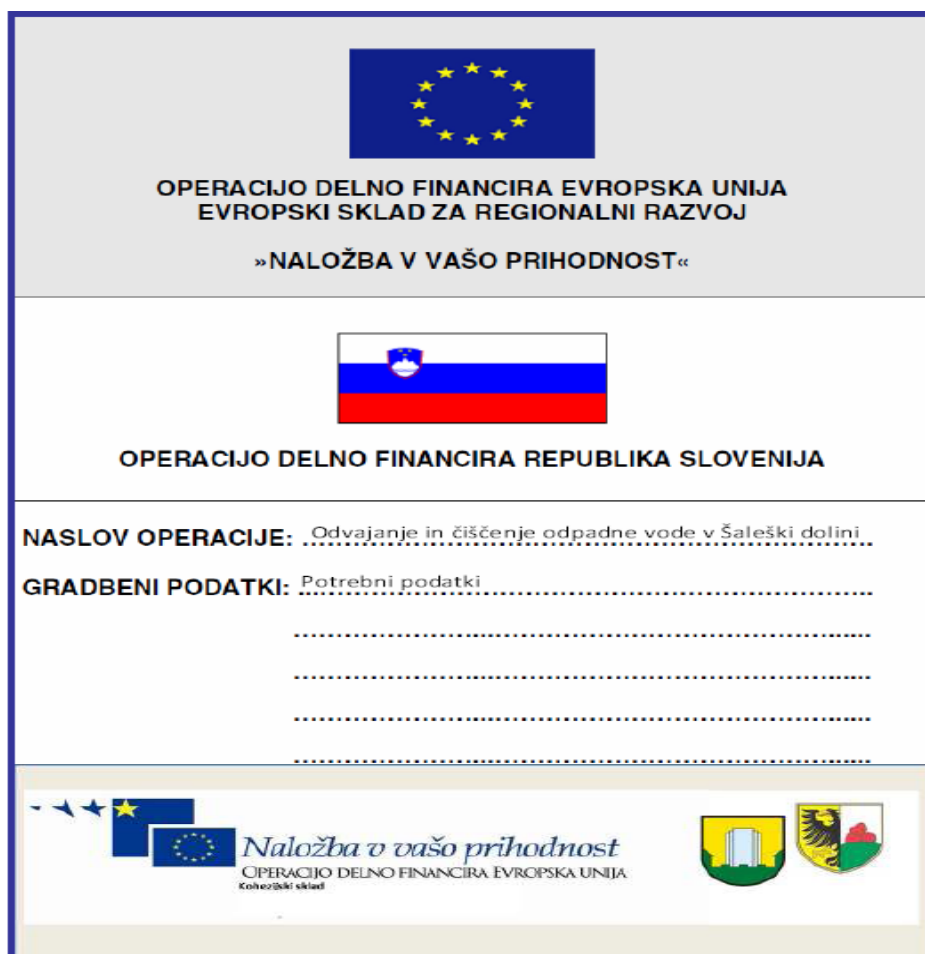 OPERACIJO DELNO FINANCIRA EVROPSKA UNIJA
EVROPSKI SKLAD ZA REGIONALNI RAZVOJ
»NALOŽBA V VAŠO PRIHODNOST«
OPERACIJO DELNO FINANCIRA REPUBLIKA SLOVENIJA
NASLOV OPERACIJE: Odvajanje in čiščenje odpadne vode v Šaleški dolini
GRADBENI PODATKI: Potrebni podatki
Naložba v vašo prihodnost
OPERACIJO DELNO FINANCIRA EVROPSKA UNIJA
Kohezijski sklad